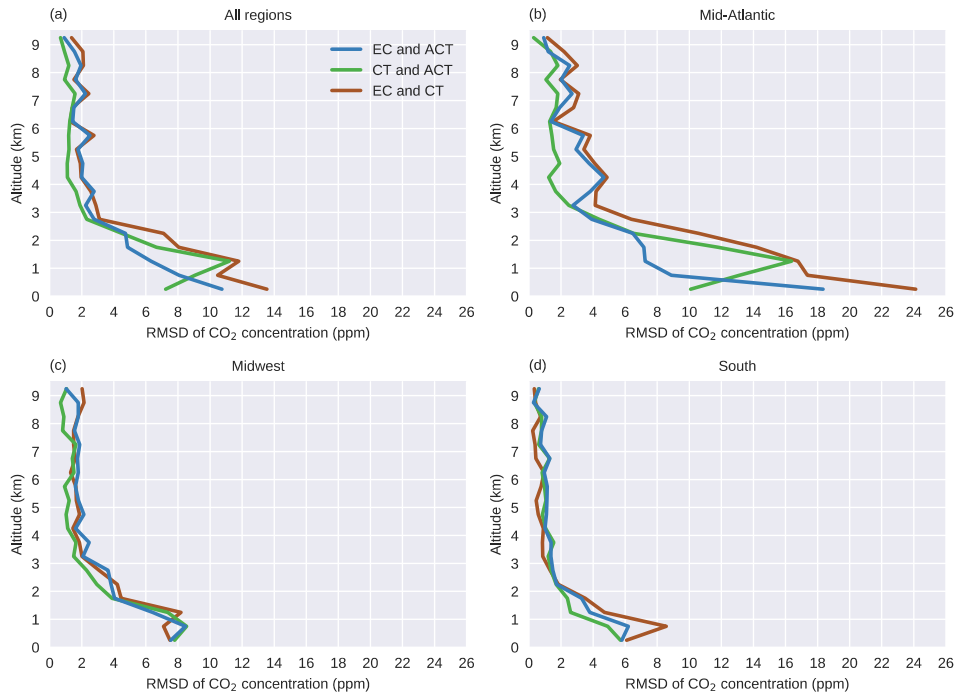 (a) All regions
9
8
7
6
5
4
3
2
1
0
Altitude (km)
EC and ACT
CT and ACT
EC and CT
0 2 4 6 8 10 12 14 16 18 20 22 24 26
RMSD of CO₂ concentration (ppm)
(b) Mid-Atlantic
9
8
7
6
5
4
3
2
1
0
Altitude (km)
0 2 4 6 8 10 12 14 16 18 20 22 24 26
RMSD of CO₂ concentration (ppm)
(c) Midwest
9
8
7
6
5
4
3
2
1
0
Altitude (km)
0 2 4 6 8 10 12 14 16 18 20 22 24 26
RMSD of CO₂ concentration (ppm)
(d) South
9
8
7
6
5
4
3
2
1
0
Altitude (km)
0 2 4 6 8 10 12 14 16 18 20 22 24 26
RMSD of CO₂ concentration (ppm)